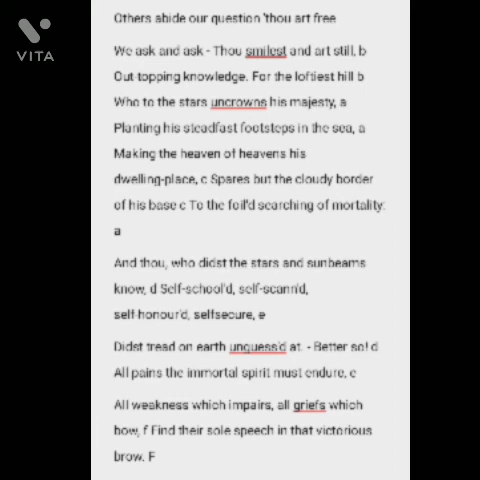 VITA
Others abide our question 'thou art free
We ask and ask - Thou smilest and art still, b
Out-topping knowledge. For the loftiest hill b
Who to the stars uncrowns his majesty, a
Planting his steadfast footsteps in the sea, a
Making the heaven of heavens his
dwelling-place, c Spares but the cloudy border
of his base c To the foil'd searching of mortality:
a
And thou, who didst the stars and sunbeams
know, d Self-school'd, self-scann'd,
self-honour'd, selfsecure, e
Didst tread on earth unguess'd at. - Better so! d
All pains the immortal spirit must endure, e
All weakness which impairs, all griefs which
bow, f Find their sole speech in that victorious
brow. F